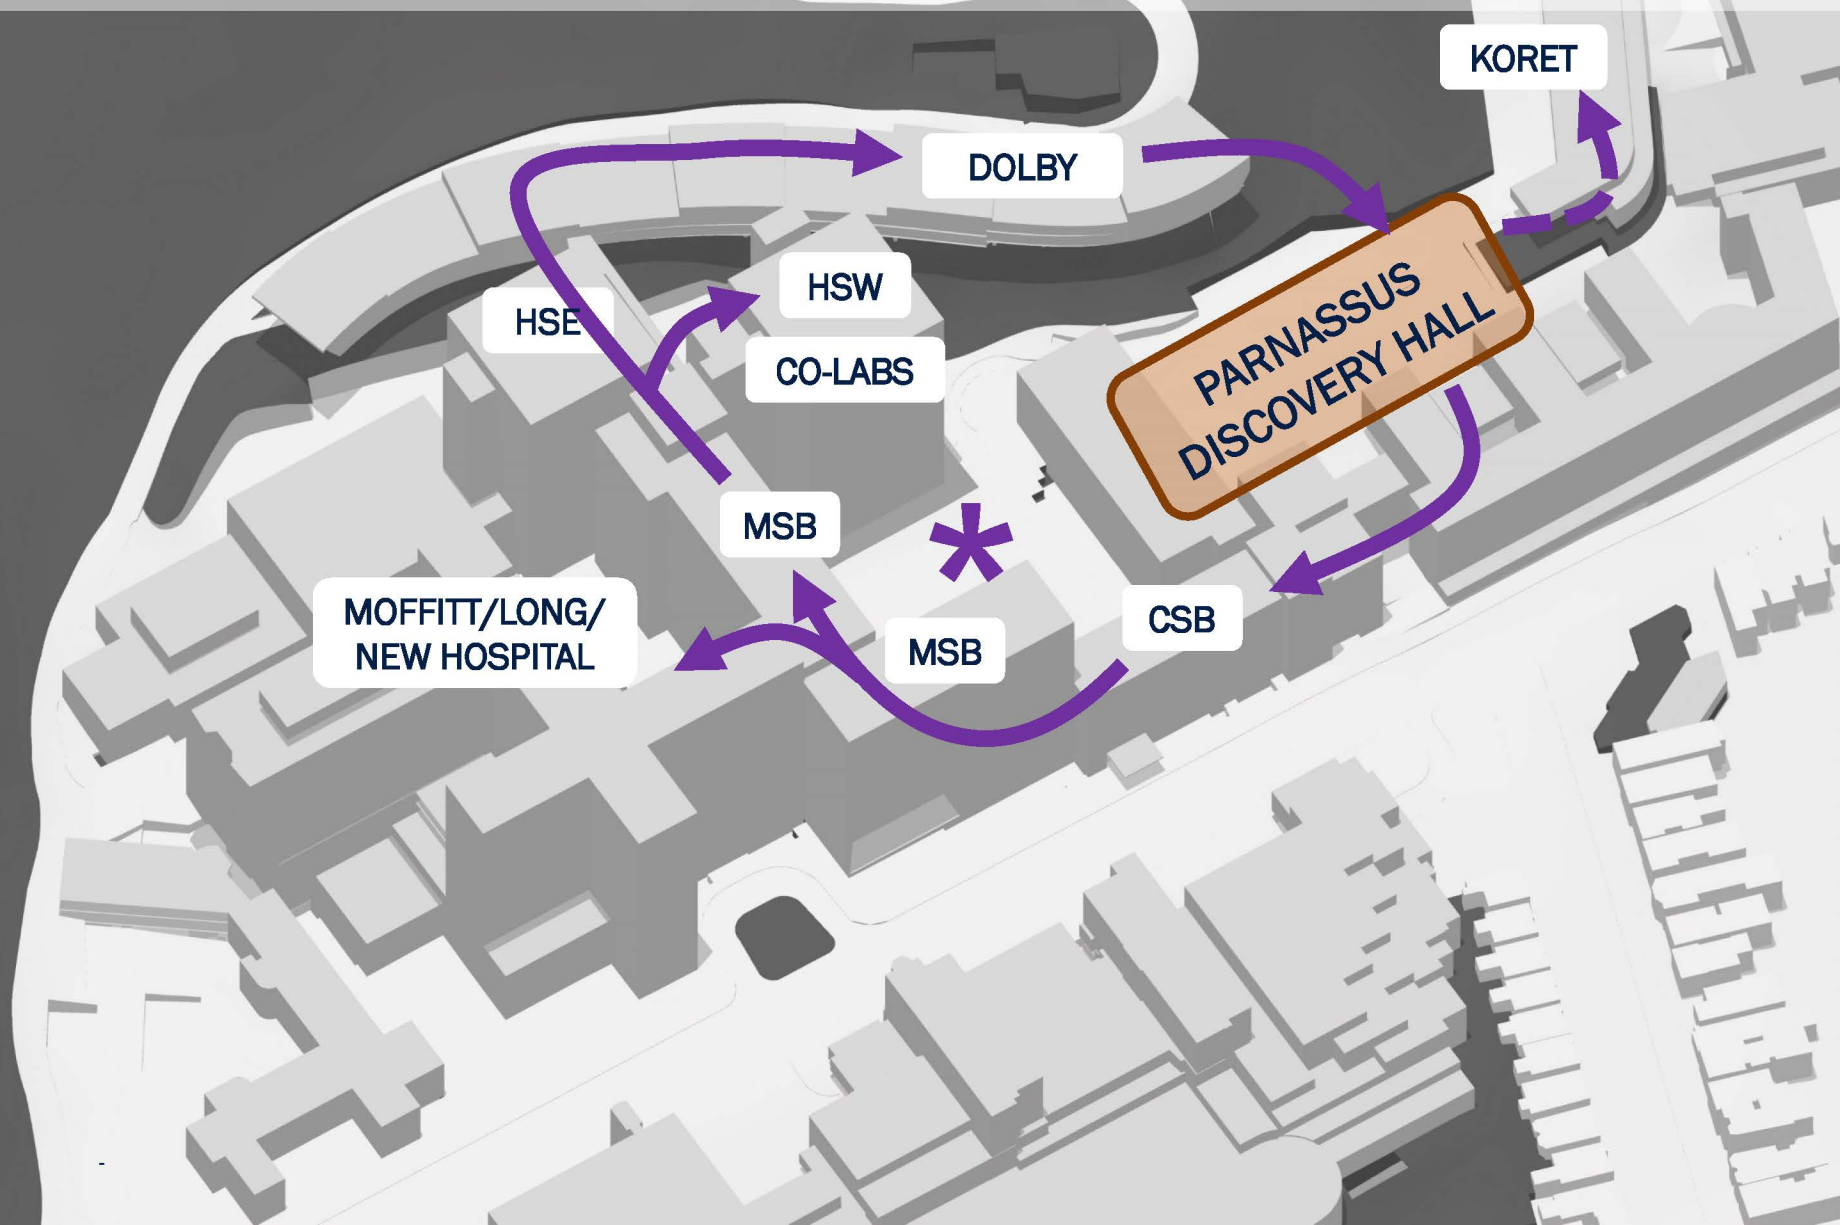 KORET
DOLBY
HSW
HSE
CO-LABS
PARNASSUS
DISCOVERY HALL
MSB
*
MOFFITT/LONG/
NEW HOSPITAL
CSB
MSB
-